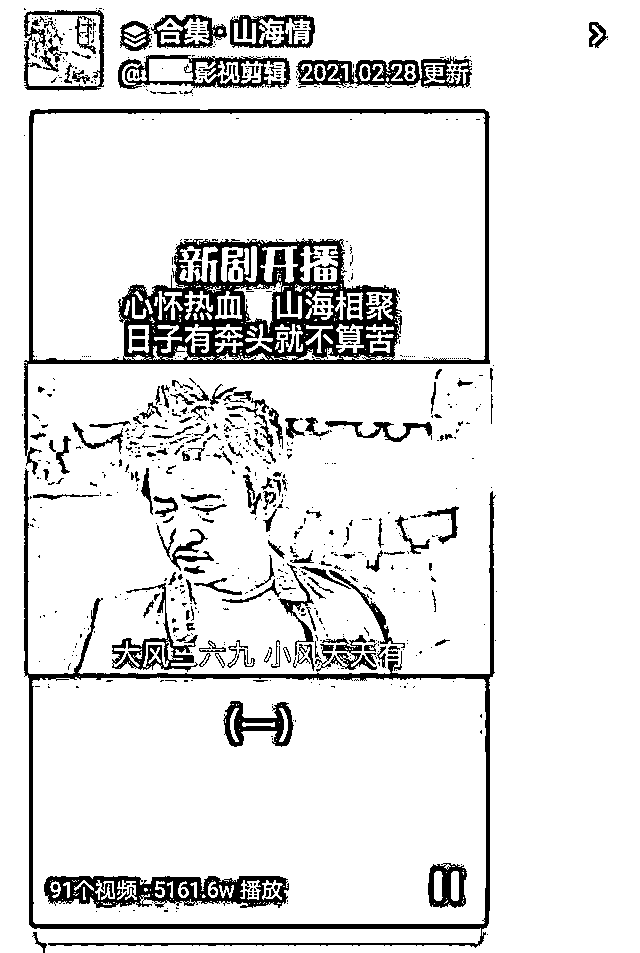 合集·山海情
@ 影视剪辑 2021.02.28 更新
新剧开播
心怀热血 山海相聚
日子有奔头就不算苦
大风三六九 小风天天有
(一)
91个视频·5161.6w 播放